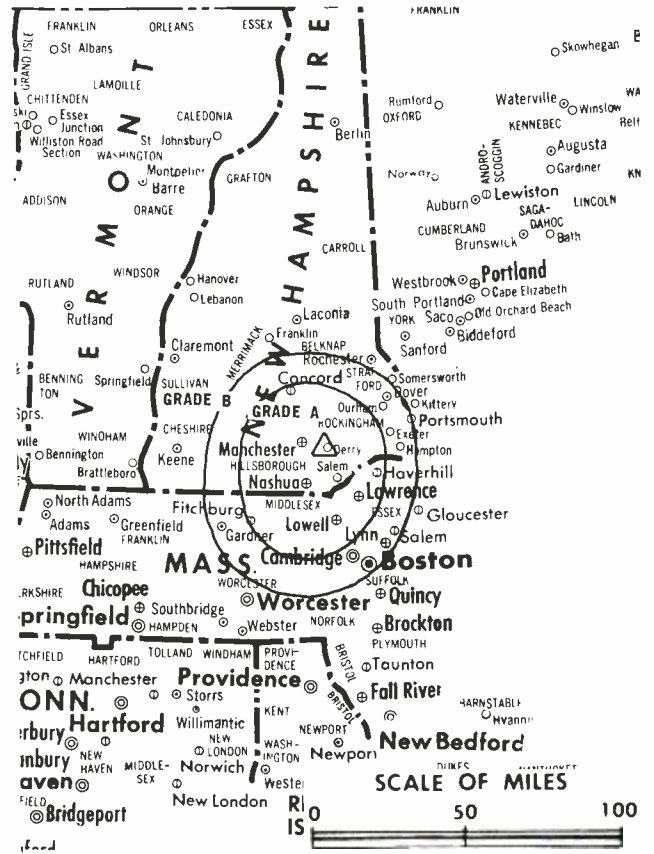 FRANKLIN
ORLEANS
ESSEX
FRANKLIN
GRAND ISLE
St Albans
Skowhegan
LAMOILLE
CHITTENDEN
Essex
Junction
Williston Road
Section
CALEDONIA
St Johnsbury
WASHINGTON
Montpelier
Barre
Berlin
Rumford
OXFORD
Waterville
Winslow
KENNEBEC
Augusta
Gardiner
ANDRO-
SCOGGIN
Norway
Auburn
Lewiston
LINCOLN
SAGA-
DAHOC
Bath
CUMBERLAND
Brunswick
ADDISON
ORANGE
GRAFTON
CARROLL
VERMONT
NEW HAMPSHIRE
WINDSOR
Hanover
Lebanon
RUTLAND
Rutland
Westbrook
Portland
Cape Elizabeth
South Portland
Old Orchard Beach
YORK
Saco
Biddeford
Sanford
Laconia
Franklin
BELKNAP
MERRIMACK
Rochester
STRAF
FORD
Somersworth
Dover
Claremont
BENNING
TON
Springfield
SULLIVAN
GRADE B
Concord
GRADE A
Durham
Kittery
Portsmouth
ROCKINGHAM
Exeter
Hampton
CHESHIRE
Keene
WINDHAM
Bennington
Brattleboro
Manchester
Derry
HILLSBOROUGH
Salem
Nashua
Haverhill
Lawrence
MIDDLESEX
ESSEX
Gloucester
North Adams
Adams
Greenfield
FRANKLIN
Fitchburg
Gardner
Lowell
Lynn
Salem
Pittsfield
HAMPSHIRE
MASS.
Cambridge
Boston
SUFFOLK
Chicopee
WORCESTER
Worcester
Quincy
Southbridge
HAMPDEN
Webster
NORFOLK
Brockton
PLYMOUTH
HARTFORD
TOLLAND
WINDHAM
PROVI-
DENCE
BRISTOL
Taunton
Manchester
Providence
Storrs
BRISTOL
Fall River
BARNSTABLE
Hyannis
Hartford
Willimantic
KENT
NEWPORT
Newport
New Bedford
NEW
HAVEN
MIDDLE-
SEX
NEW
LONDON
Norwich
WASH-
INGTON
DUKES
NANTUCKET
New London
Bridgeport
SCALE OF MILES
0
50
100